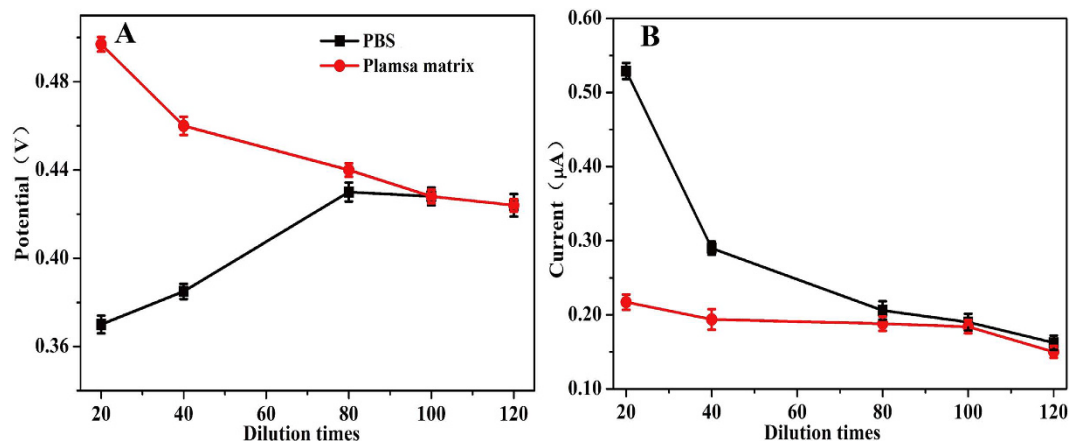 A
PBS
Plamsa matrix
0.48
0.44
0.40
0.36
Potential（V）
20 40 60 80 100 120
Dilution times
B
0.60
0.50
0.40
0.30
0.20
0.10
Current（μA）
20 40 60 80 100 120
Dilution times